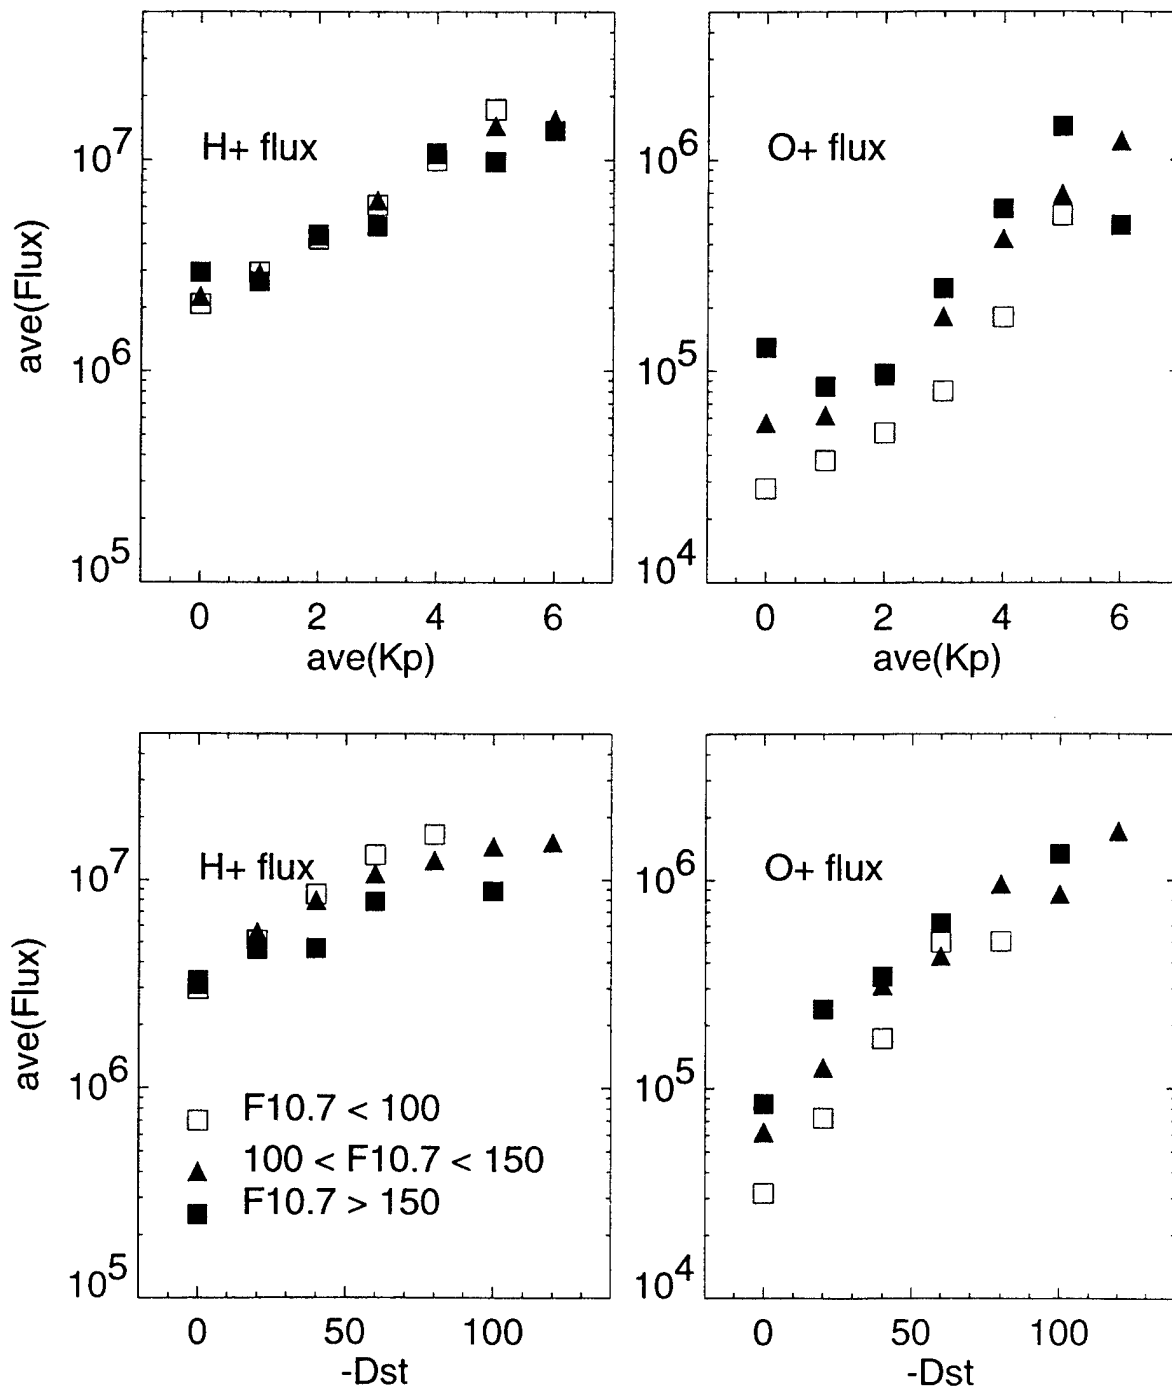 ave(Flux)
10^7
10^6
10^5
H+ flux
0 2 4 6
ave(Kp)
10^6
10^5
10^4
O+ flux
0 2 4 6
ave(Kp)
ave(Flux)
10^7
10^6
10^5
H+ flux
F10.7 < 100
100 < F10.7 < 150
F10.7 > 150
0 50 100
-Dst
10^6
10^5
10^4
O+ flux
0 50 100
-Dst